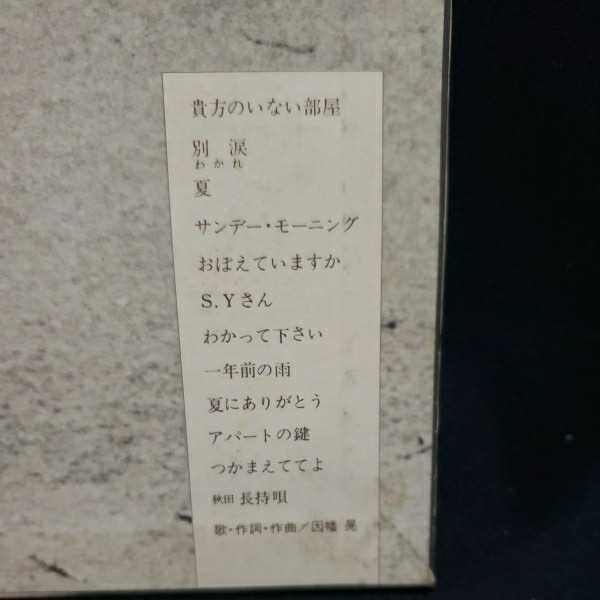 貴方のいない部屋
別涙
わかれ
夏
サンデー・モーニング
おぼえていますか
S.Yさん
わかって下さい
一年前の雨
夏にありがとう
アパートの鍵
つかまえててよ
秋田 長持唄
歌・作詞・作曲/因幡 晃